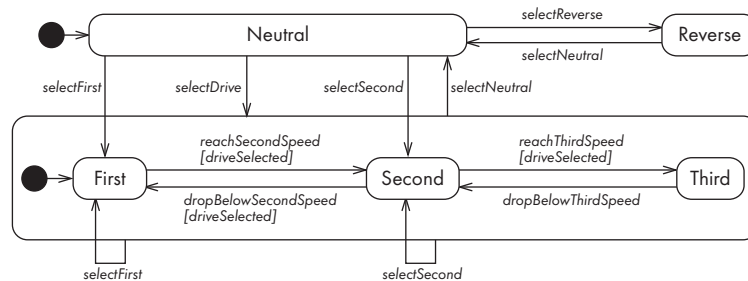 selectReverse
Neutral
Reverse
selectNeutral
selectFirst
selectDrive
selectSecond
selectNeutral
reachSecondSpeed
[driveSelected]
reachThirdSpeed
[driveSelected]
First
Second
Third
dropBelowSecondSpeed
[driveSelected]
dropBelowThirdSpeed
selectFirst
selectSecond